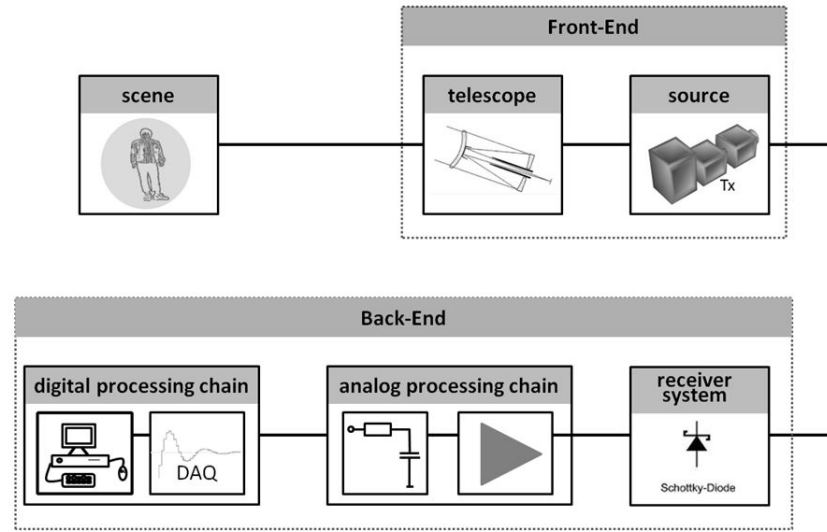 Front-End
scene
telescope
source
Tx
Back-End
digital processing chain
analog processing chain
receiver
system
DAQ
Schottky-Diode